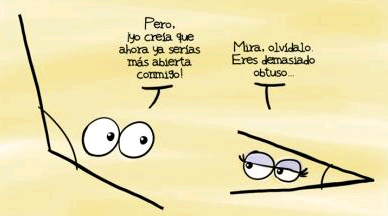 Pero,
¡yo creía que
ahora ya serías
más abierta
conmigo!
Mira, olvídalo.
Eres demasiado
obtuso...